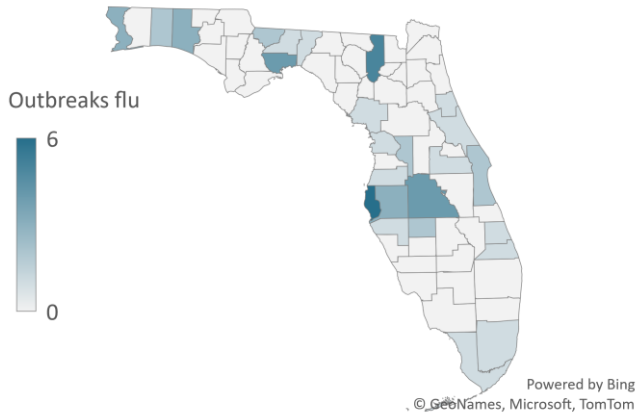 Outbreaks flu
6
0
Powered by Bing
© GeoNames, Microsoft, TomTom